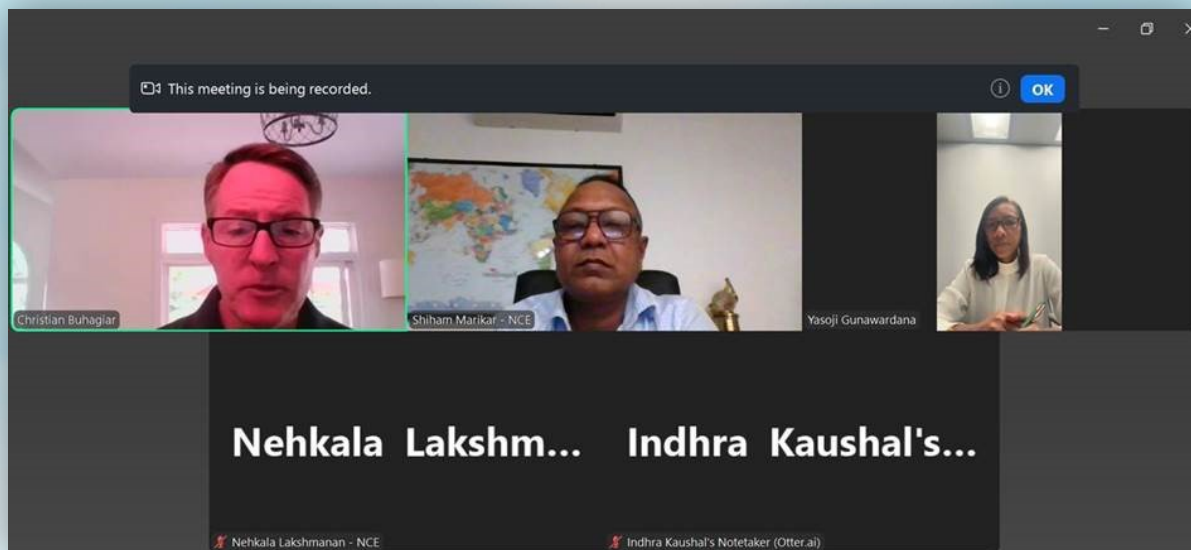 This meeting is being recorded.
OK
Christian Buhagiar
Shiham Marikar - NCE
Yasoji Gunawardana
Nehkala Lakshm...
Indhra Kaushal's...
Nehkala Lakshmanan - NCE
Indhra Kaushal's Notetaker (Otter.ai)